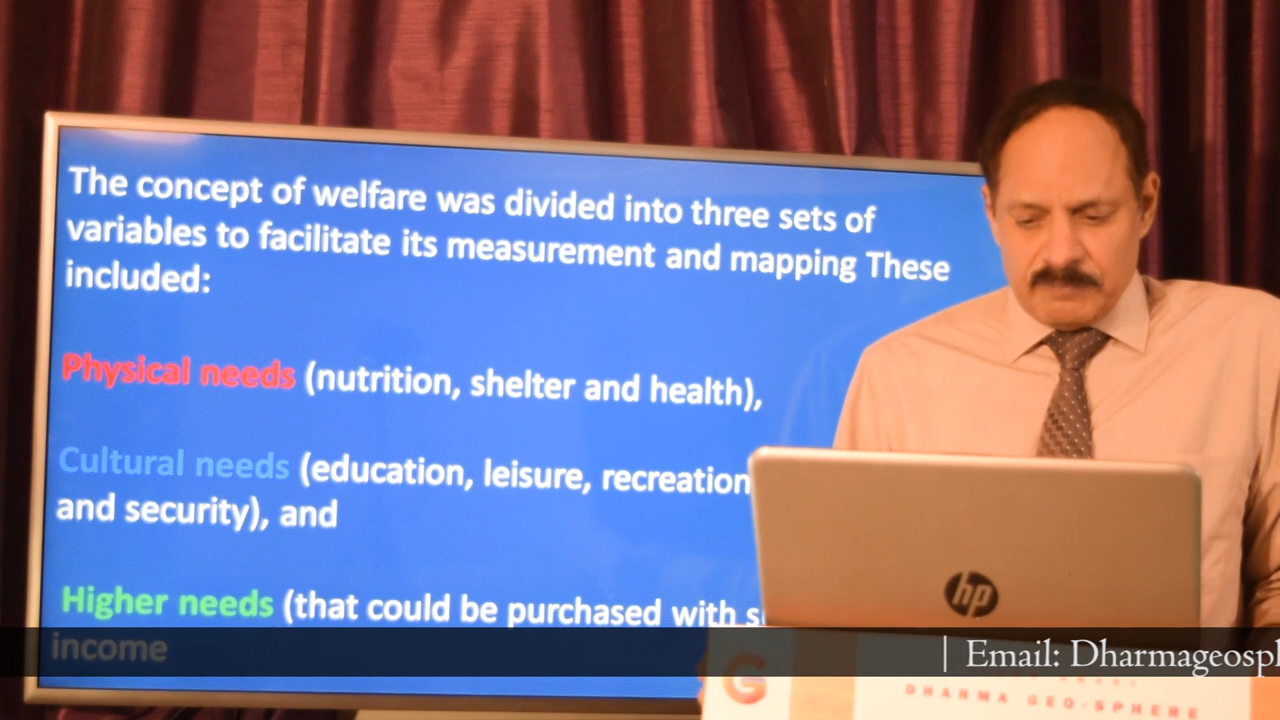 The concept of welfare was divided into three sets of
variables to facilitate its measurement and mapping These
included:
Physical needs (nutrition, shelter and health),
Cultural needs (education, leisure, recreation
and security), and
Higher needs (that could be purchased with
income
hp
| Email:
G
DHARMA GEO-SPHERE